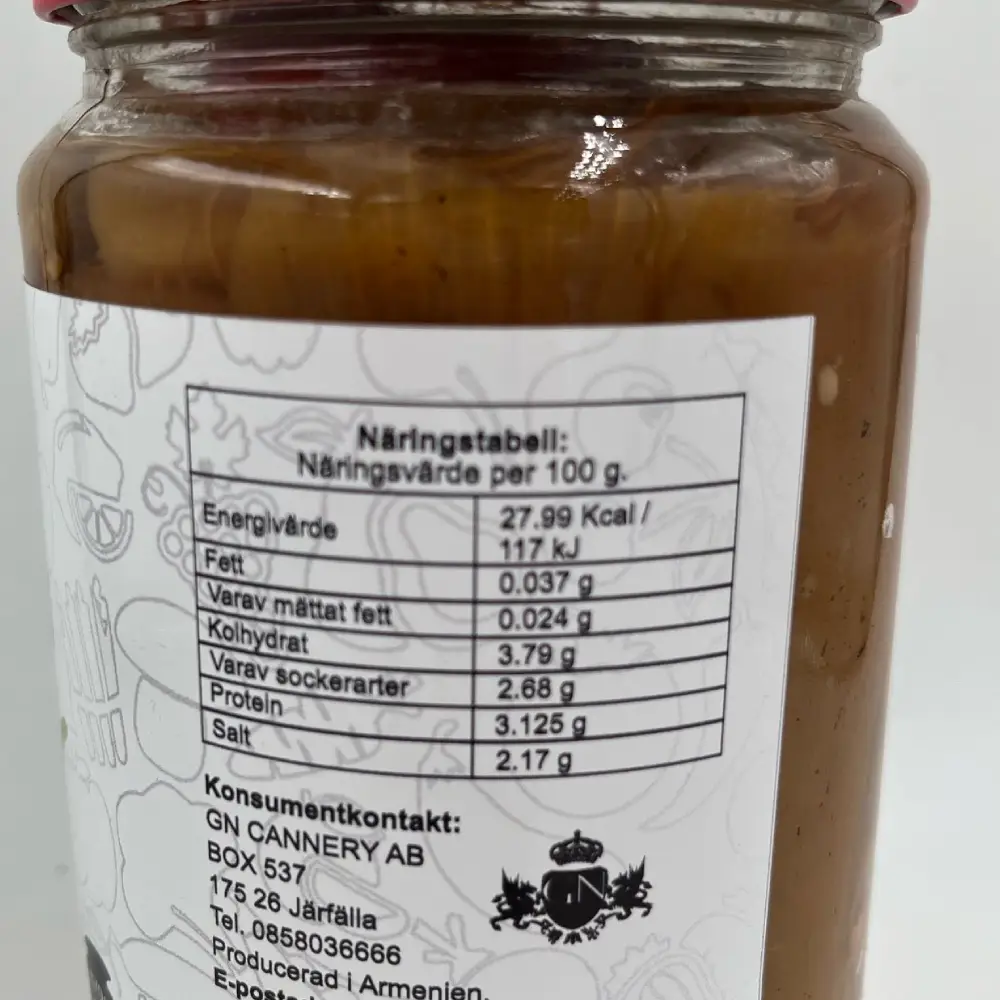 Näringstabell:
Näringsvärde per 100 g.
Energivärde 27.99 Kcal /
117 kJ
Fett 0.037 g
Varav mättat fett 0.024 g
Kolhydrat 3.79 g
Varav sockerarter 2.68 g
Protein 3.125 g
Salt 2.17 g
Konsumentkontakt:
GN CANNERY AB
BOX 537
175 26 Järfälla
Tel. 0858036666
Producerad i Armenien.
GN